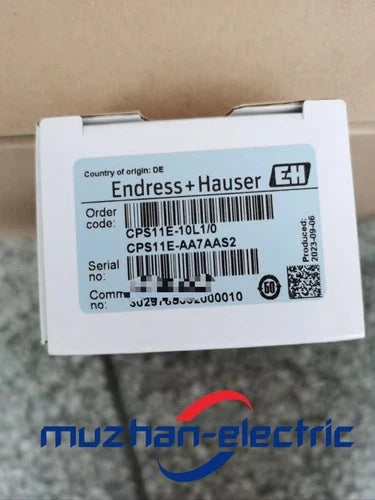 Country of origin: DE
Endress+Hauser EH
Order code: CPS11E-10L1/0
CPS11E-AA7AAS2
Serial no:
Comm
Produced: 2023-09-06
muzhan-electric